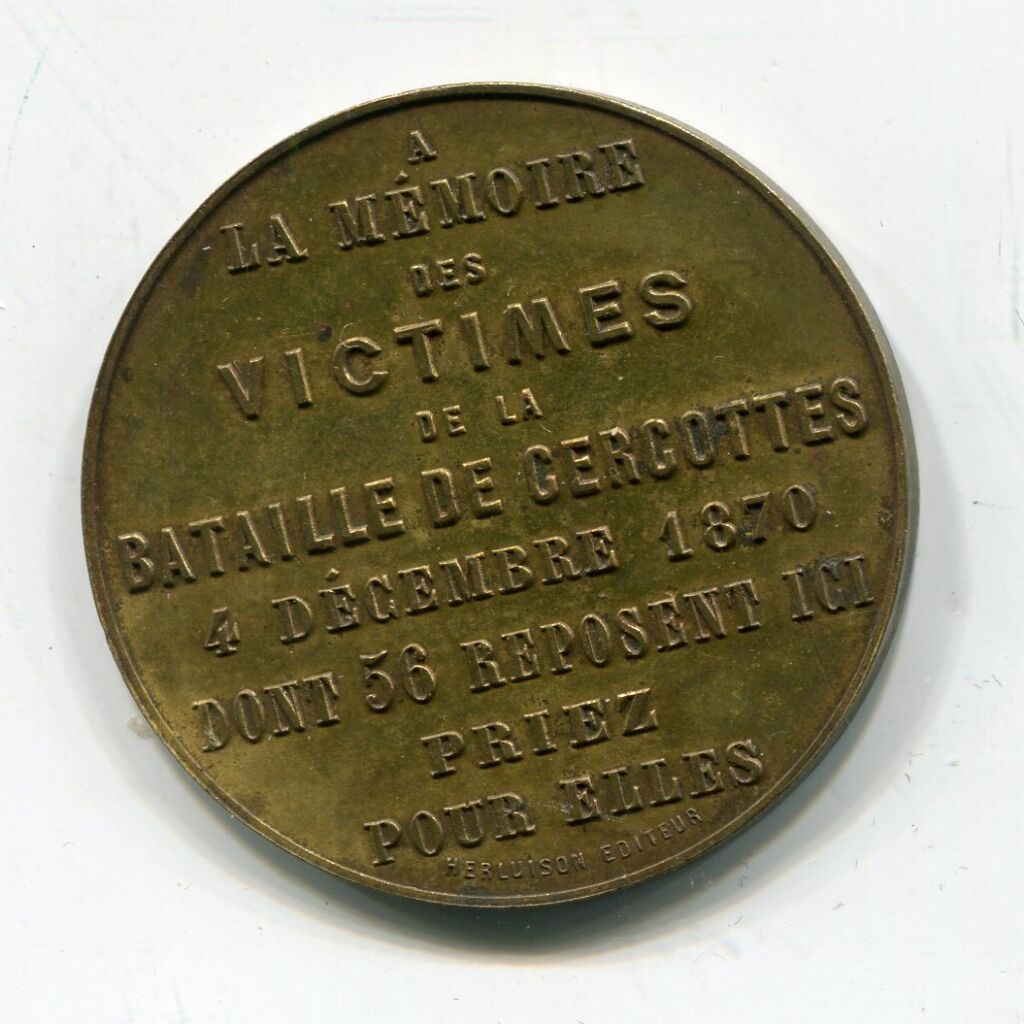 A
LA MÉMOIRE
DES
VICTIMES
DE LA
BATAILLE DE CERCOTTES
4 DÉCEMBRE 1870
DONT 56 REPOSENT ICI
PRIEZ
POUR ELLES
HERLUISON EDITEUR